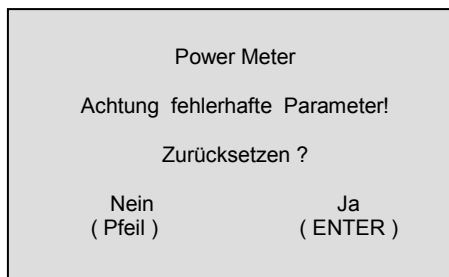 Power Meter
Achtung fehlerhafte Parameter!
Zurücksetzen ?
Nein Ja
( Pfeil ) ( ENTER )